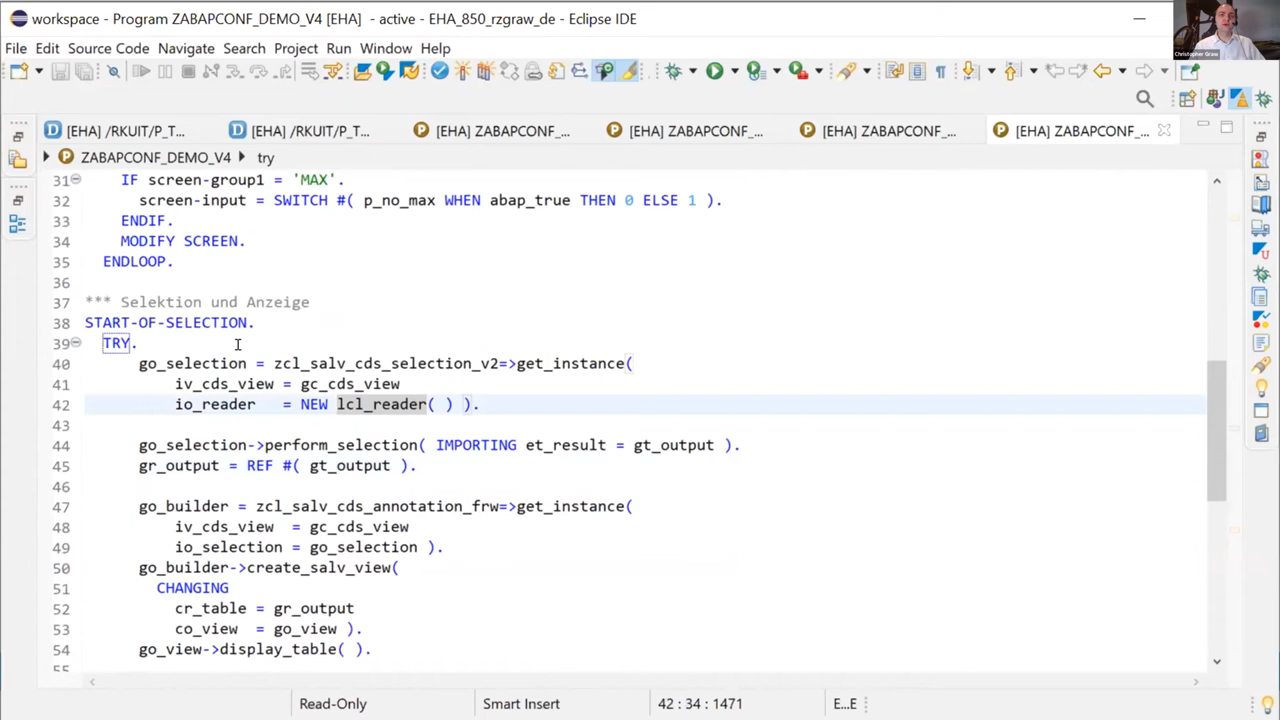 workspace - Program ZABAPCONF_DEMO_V4 [EHA] - active - EHA_850_rzgraw_de - Eclipse IDE
File Edit Source Code Navigate Search Project Run Window Help
Christopher Graw
[EHA] /RKUIT/P_T... [EHA] /RKUIT/P_T... [EHA] ZABAPCONF_... [EHA] ZABAPCONF_... [EHA] ZABAPCONF_... [EHA] ZABAPCONF_...
ZABAPCONF_DEMO_V4 try
31 IF screen-group1 = 'MAX'.
32 screen-input = SWITCH #( p_no_max WHEN abap_true THEN 0 ELSE 1 ).
33 ENDIF.
34 MODIFY SCREEN.
35 ENDLOOP.
36
37 *** Selektion und Anzeige
38 START-OF-SELECTION.
39 TRY.
40 go_selection = zcl_salv_cds_selection_v2=>get_instance(
41 iv_cds_view = gc_cds_view
42 io_reader = NEW lcl_reader( ) ).
43
44 go_selection->perform_selection( IMPORTING et_result = gt_output ).
45 gr_output = REF #( gt_output ).
46
47 go_builder = zcl_salv_cds_annotation_frw=>get_instance(
48 iv_cds_view = gc_cds_view
49 io_selection = go_selection ).
50 go_builder->create_salv_view(
51 CHANGING
52 cr_table = gr_output
53 co_view = go_view ).
54 go_view->display_table( ).
55
Read-Only Smart Insert 42 : 34 : 1471 E...E